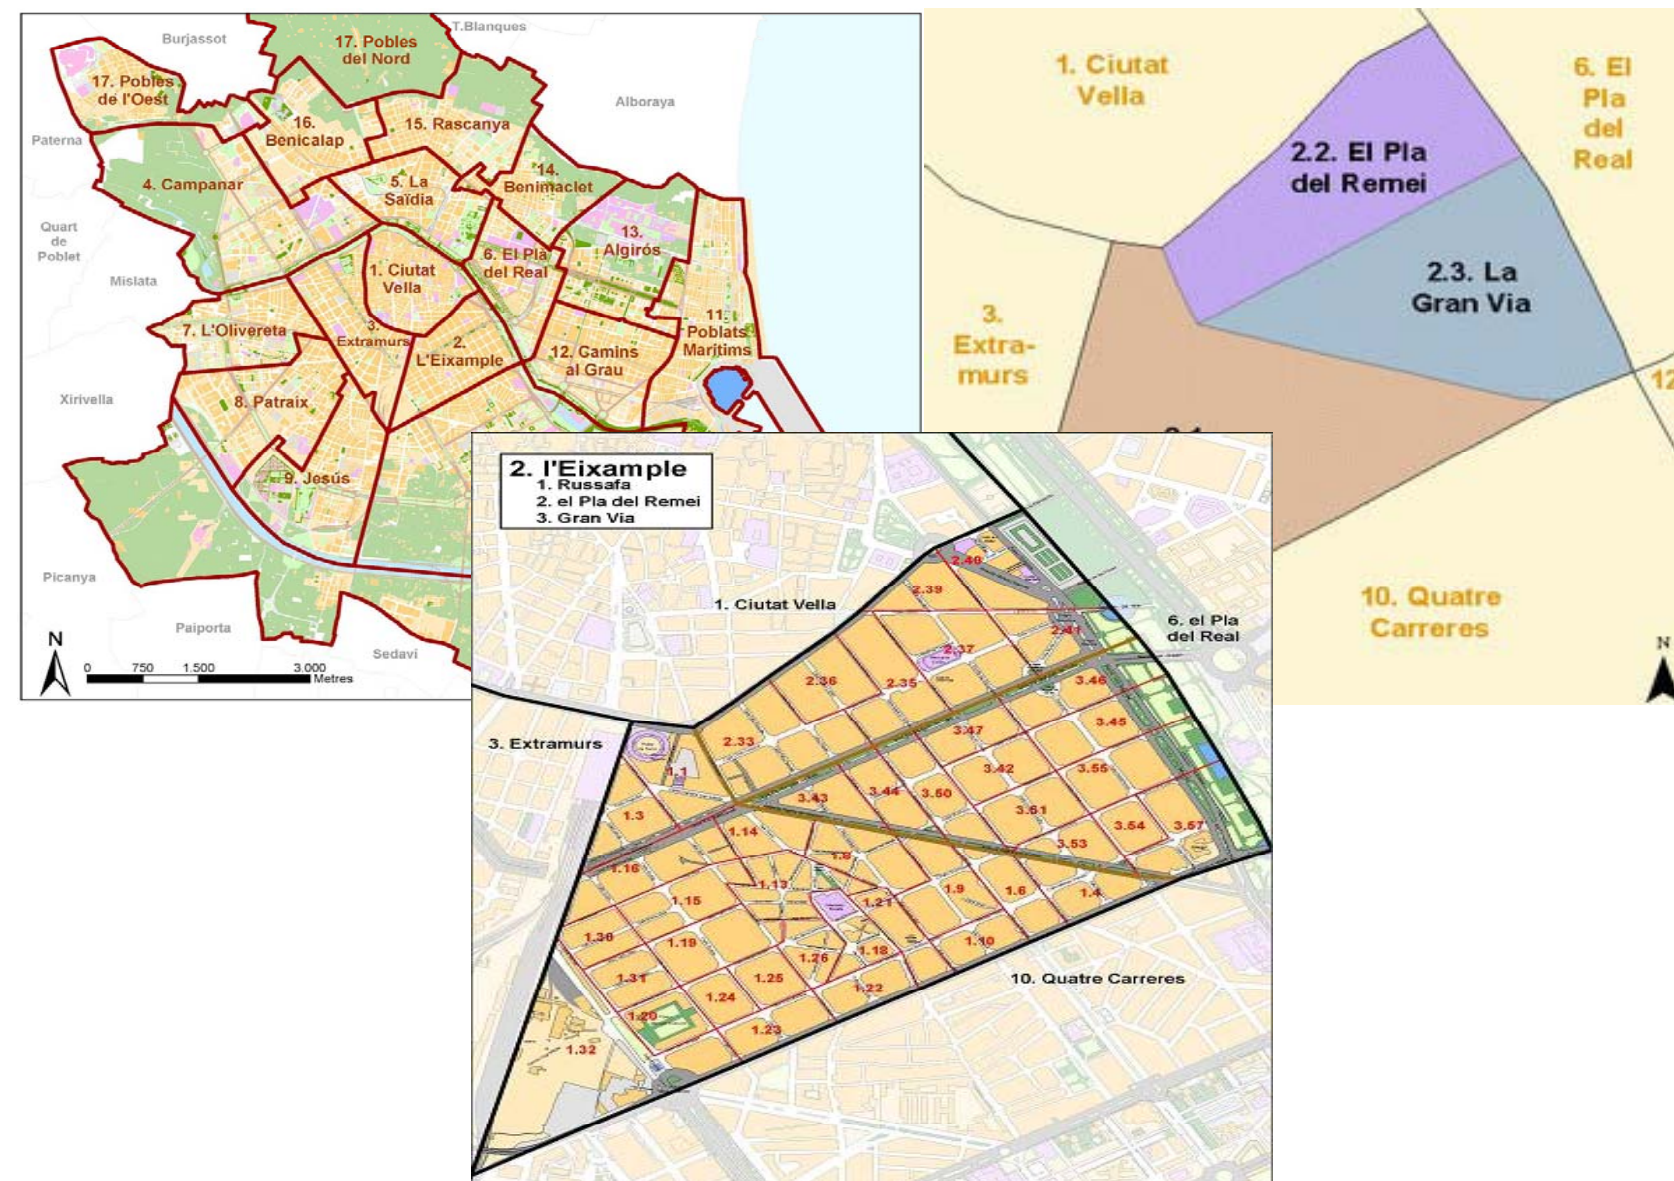 Burjassot
T.Blanques
17. Pobles
del Nord
17. Pobles
de l'Oest
Alboraya
Paterna
16.
Benicalap
15. Rascanya
4. Campanar
5. La
Saïdia
14.
Benimaclet
Quart
de
Poblet
Mislata
13.
Algirós
6. El Pla
del Real
1. Ciutat
Vella
7. L'Olivereta
3.
Extramurs
2.
L'Eixample
11.
Poblats
Marítims
12. Camins
al Grau
Xirivella
8. Patraix
9. Jesús
Picanya
Paiporta
Sedaví
N
0 750 1.500 3.000
Metres
1. Ciutat
Vella
6. El
Pla
del
Real
2.2. El Pla
del Remei
2.3. La
Gran Via
3.
Extra-
murs
12
10. Quatre
Carreres
N
2. l'Eixample
1. Russafa
2. el Pla del Remei
3. Gran Via
1. Ciutat Vella
6. el Pla
del Real
3. Extramurs
10. Quatre Carreres
2.40
2.39
2.41
2.37
2.36
2.35
3.46
2.33
3.47
3.45
1.1
3.42
3.55
3.43
3.44
3.50
1.3
3.51
3.54
3.57
1.14
3.53
1.8
1.16
1.13
1.15
1.21
1.9
1.6
1.4
1.30
1.19
1.18
1.10
1.26
1.31
1.25
1.24
1.22
1.20
1.23
1.32